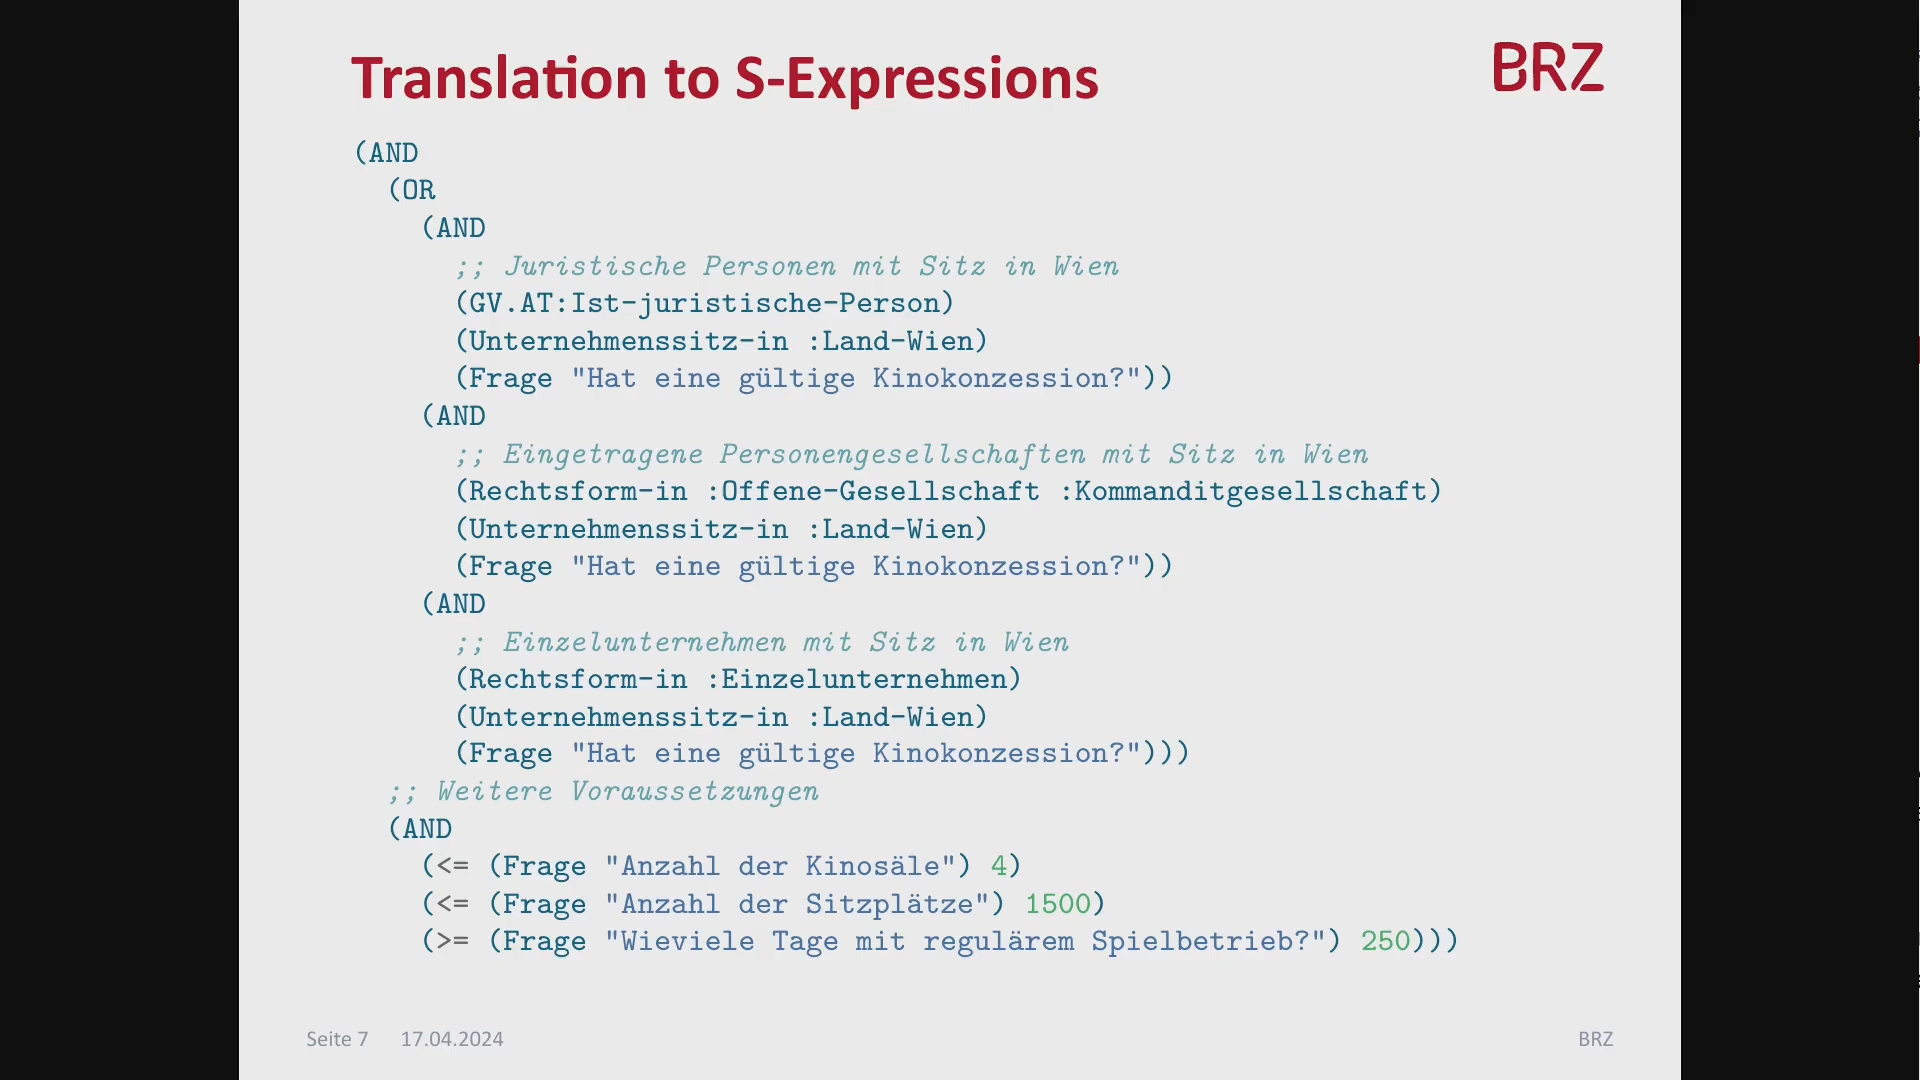 Translation to S-Expressions
BRZ
(AND
(OR
(AND
;; Juristische Personen mit Sitz in Wien
(GV.AT:Ist-juristische-Person)
(Unternehmenssitz-in :Land-Wien)
(Frage "Hat eine gültige Kinokonzession?"))
(AND
;; Eingetragene Personengesellschaften mit Sitz in Wien
(Rechtsform-in :Offene-Gesellschaft :Kommanditgesellschaft)
(Unternehmenssitz-in :Land-Wien)
(Frage "Hat eine gültige Kinokonzession?"))
(AND
;; Einzelunternehmen mit Sitz in Wien
(Rechtsform-in :Einzelunternehmen)
(Unternehmenssitz-in :Land-Wien)
(Frage "Hat eine gültige Kinokonzession?")))
;; Weitere Voraussetzungen
(AND
(<= (Frage "Anzahl der Kinosäle") 4)
(<= (Frage "Anzahl der Sitzplätze") 1500)
(>= (Frage "Wieviele Tage mit regulärem Spielbetrieb?") 250)))
Seite 7 17.04.2024
BRZ